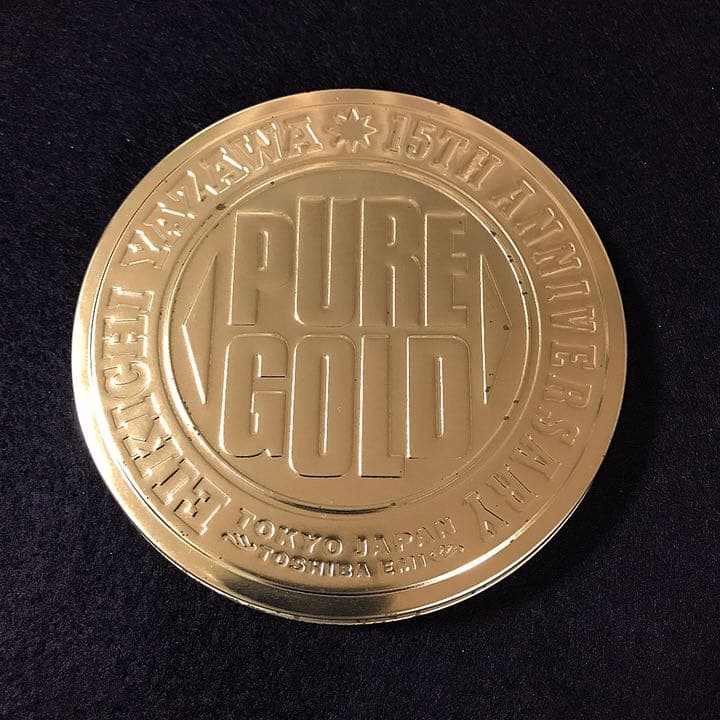 EIKICHI YAZAWA
15TH ANNIVERSARY
PURE
GOLD
TOKYO JAPAN
TOSHIBA EMI